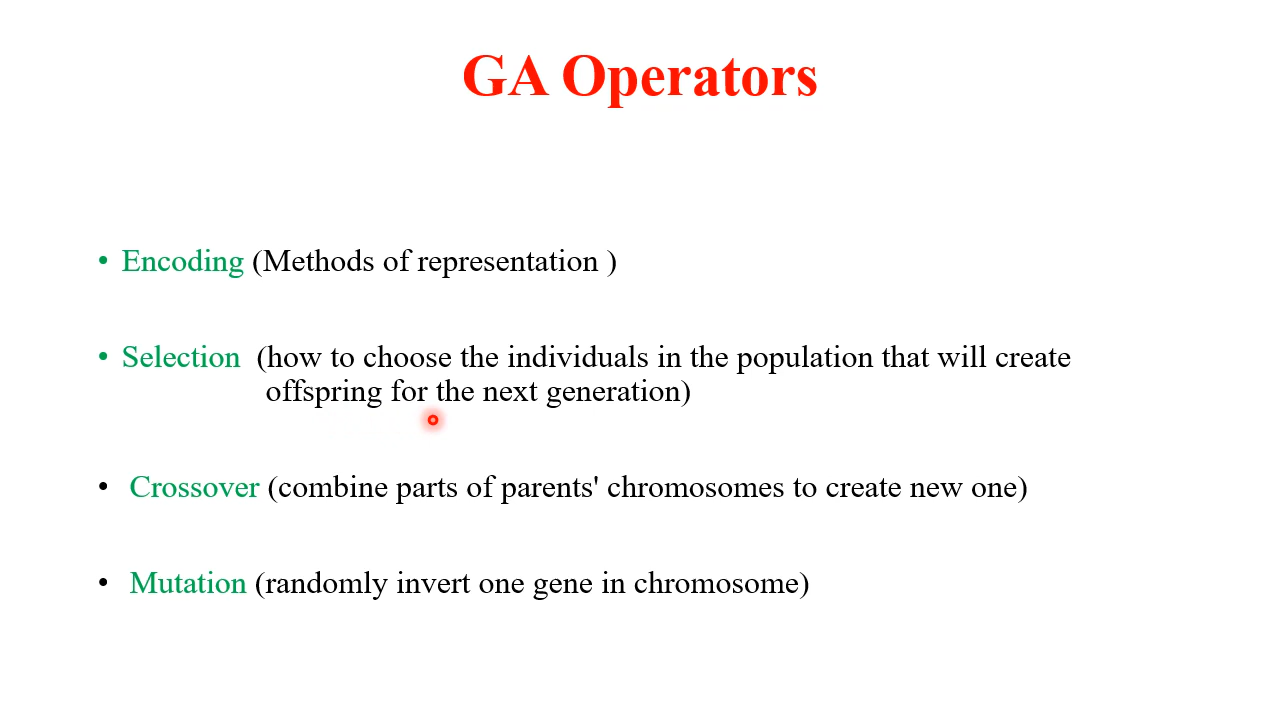 GA Operators
• Encoding (Methods of representation )
• Selection (how to choose the individuals in the population that will create
offspring for the next generation)
• Crossover (combine parts of parents' chromosomes to create new one)
• Mutation (randomly invert one gene in chromosome)